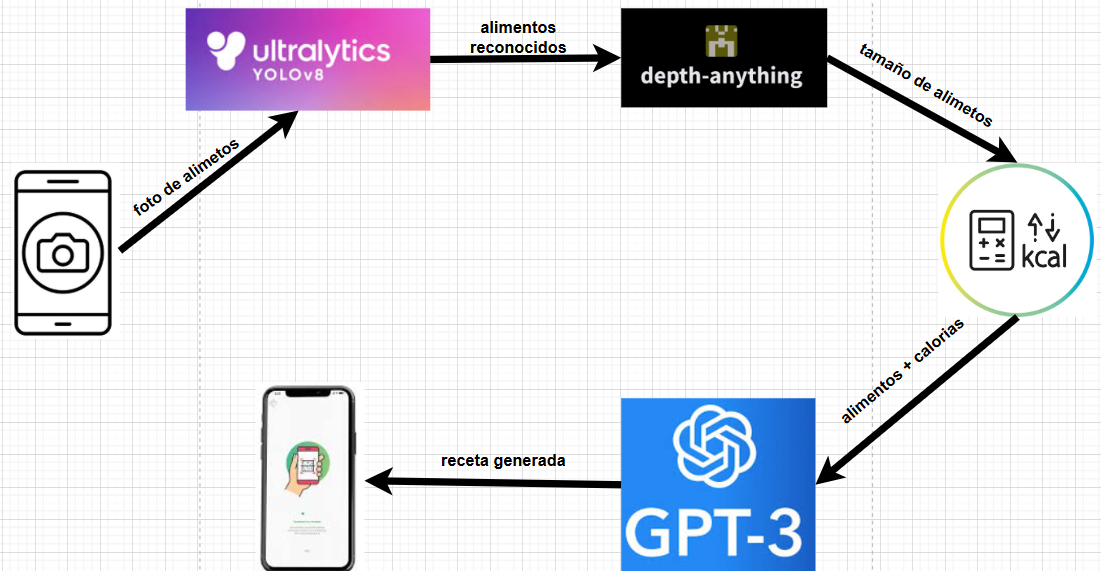 ultralytics
YOLOv8
alimentos
reconocidos
depth-anything
tamaño de alimetos
foto de alimetos
kcal
alimentos + calorias
GPT-3
receta generada